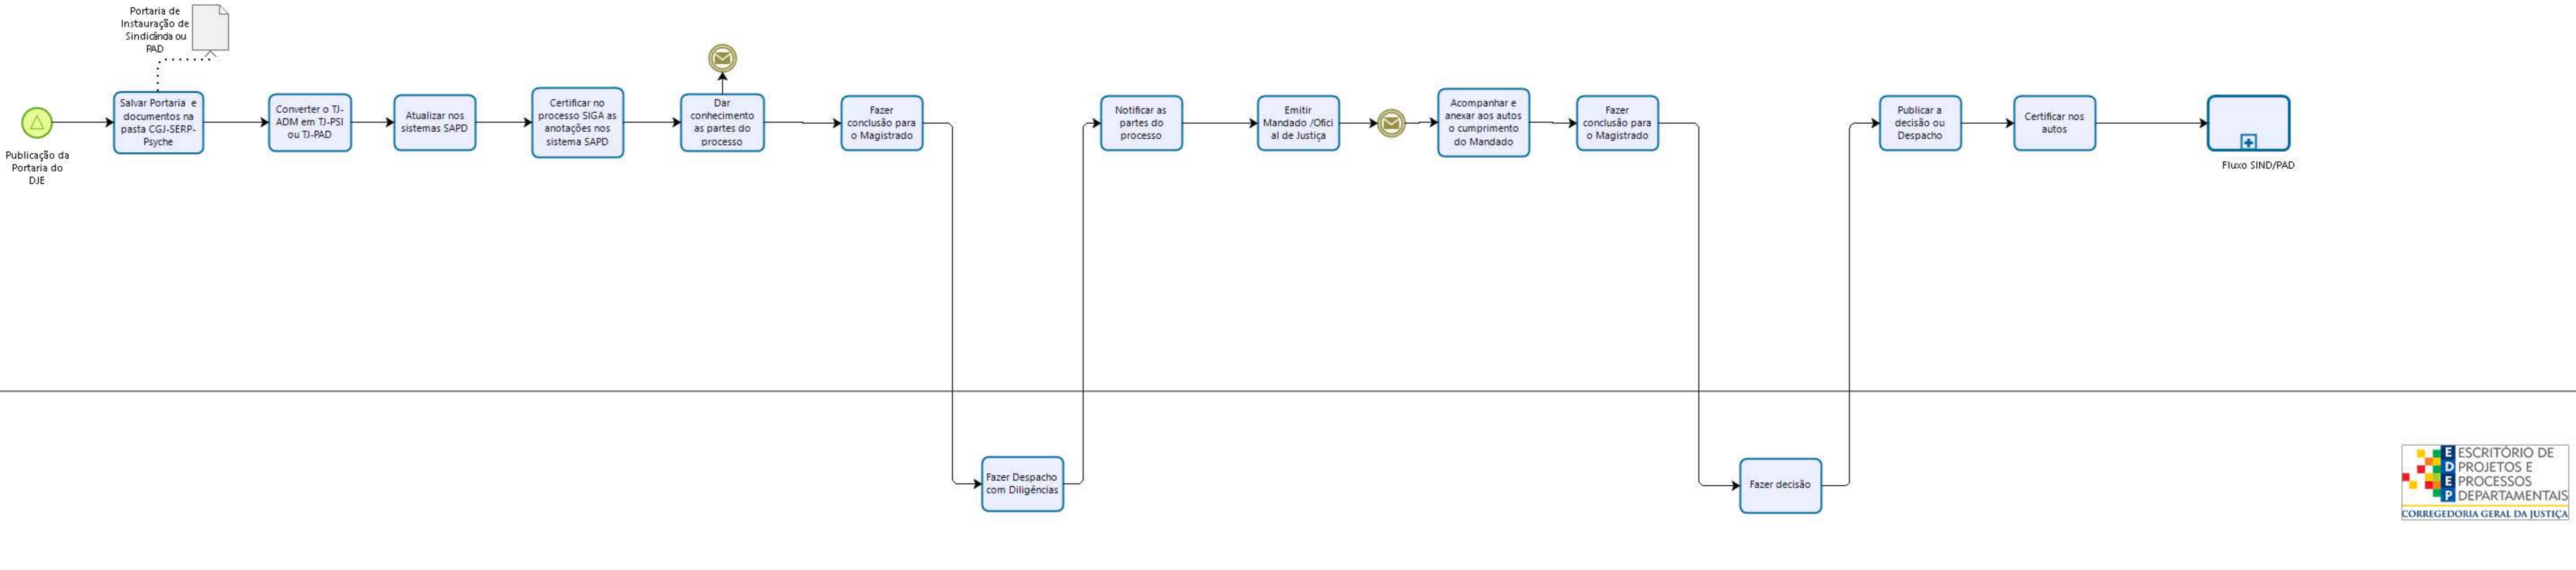 Portaria de
Instauração de
Sindicância ou
PAD
Publicação da
Portaria do
DJE
Salvar Portaria e
documentos na
pasta CGJ-SERP-
Psyche
Converter o TJ-
ADM em TJ-PSI
ou TJ-PAD
Atualizar nos
sistemas SAPD
Certificar no
processo SIGA as
anotações nos
sistema SAPD
Dar
conhecimento
as partes do
processo
Fazer
conclusão para
o Magistrado
Fazer Despacho
com Diligências
Notificar as
partes do
processo
Emitir
Mandado /Ofici
al de Justiça
Acompanhar e
anexar aos autos
o cumprimento
do Mandado
Fazer
conclusão para
o Magistrado
Fazer decisão
Publicar a
decisão ou
Despacho
Certificar nos
autos
Fluxo SIND/PAD
E ESCRITÓRIO DE
D PROJETOS E
E PROCESSOS
P DEPARTAMENTAIS
CORREGEDORIA GERAL DA JUSTIÇA